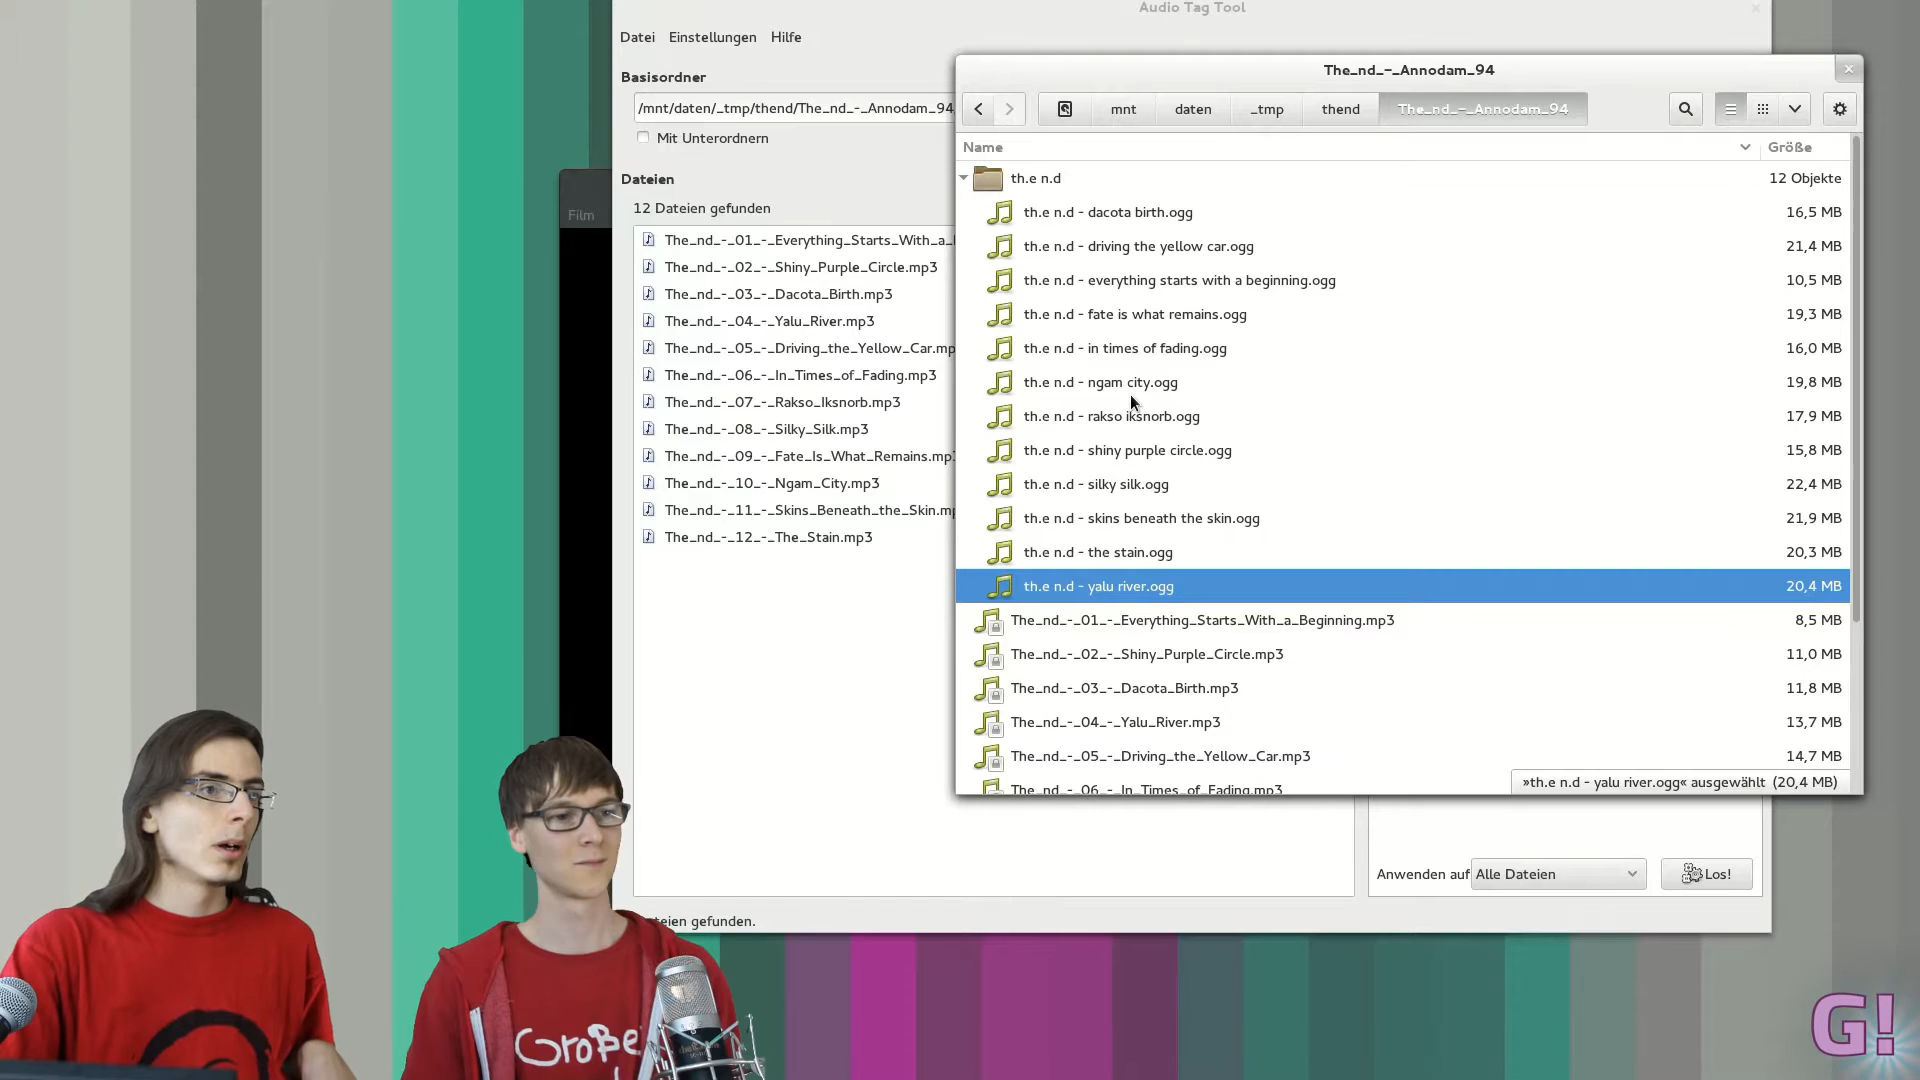 Audio Tag Tool
Datei Einstellungen Hilfe
Basisordner
/mnt/daten/_tmp/thend/The_nd_-_Annodam_94
Mit Unterordnern
Dateien
12 Dateien gefunden
The_nd_-_01_-_Everything_Starts_With_a_
The_nd_-_02_-_Shiny_Purple_Circle.mp3
The_nd_-_03_-_Dacota_Birth.mp3
The_nd_-_04_-_Yalu_River.mp3
The_nd_-_05_-_Driving_the_Yellow_Car.mp
The_nd_-_06_-_In_Times_of_Fading.mp3
The_nd_-_07_-_Rakso_Iksnorb.mp3
The_nd_-_08_-_Silky_Silk.mp3
The_nd_-_09_-_Fate_Is_What_Remains.mp3
The_nd_-_10_-_Ngam_City.mp3
The_nd_-_11_-_Skins_Beneath_the_Skin.mp
The_nd_-_12_-_The_Stain.mp3
Film
The_nd_-_Annodam_94
mnt daten _tmp thend The_nd_-_Annodam_94
Name Größe
th.e n.d 12 Objekte
th.e n.d - dacota birth.ogg 16,5 MB
th.e n.d - driving the yellow car.ogg 21,4 MB
th.e n.d - everything starts with a beginning.ogg 10,5 MB
th.e n.d - fate is what remains.ogg 19,3 MB
th.e n.d - in times of fading.ogg 16,0 MB
th.e n.d - ngam city.ogg 19,8 MB
th.e n.d - rakso iksnorb.ogg 17,9 MB
th.e n.d - shiny purple circle.ogg 15,8 MB
th.e n.d - silky silk.ogg 22,4 MB
th.e n.d - skins beneath the skin.ogg 21,9 MB
th.e n.d - the stain.ogg 20,3 MB
th.e n.d - yalu river.ogg 20,4 MB
The_nd_-_01_-_Everything_Starts_With_a_Beginning.mp3 8,5 MB
The_nd_-_02_-_Shiny_Purple_Circle.mp3 11,0 MB
The_nd_-_03_-_Dacota_Birth.mp3 11,8 MB
The_nd_-_04_-_Yalu_River.mp3 13,7 MB
The_nd_-_05_-_Driving_the_Yellow_Car.mp3 14,7 MB
The_nd_-_06_-_In_Times_of_Fading.mp3
»th.e n.d - yalu river.ogg« ausgewählt (20,4 MB)
Anwenden auf Alle Dateien Los!
teien gefunden.
GroßE
G!